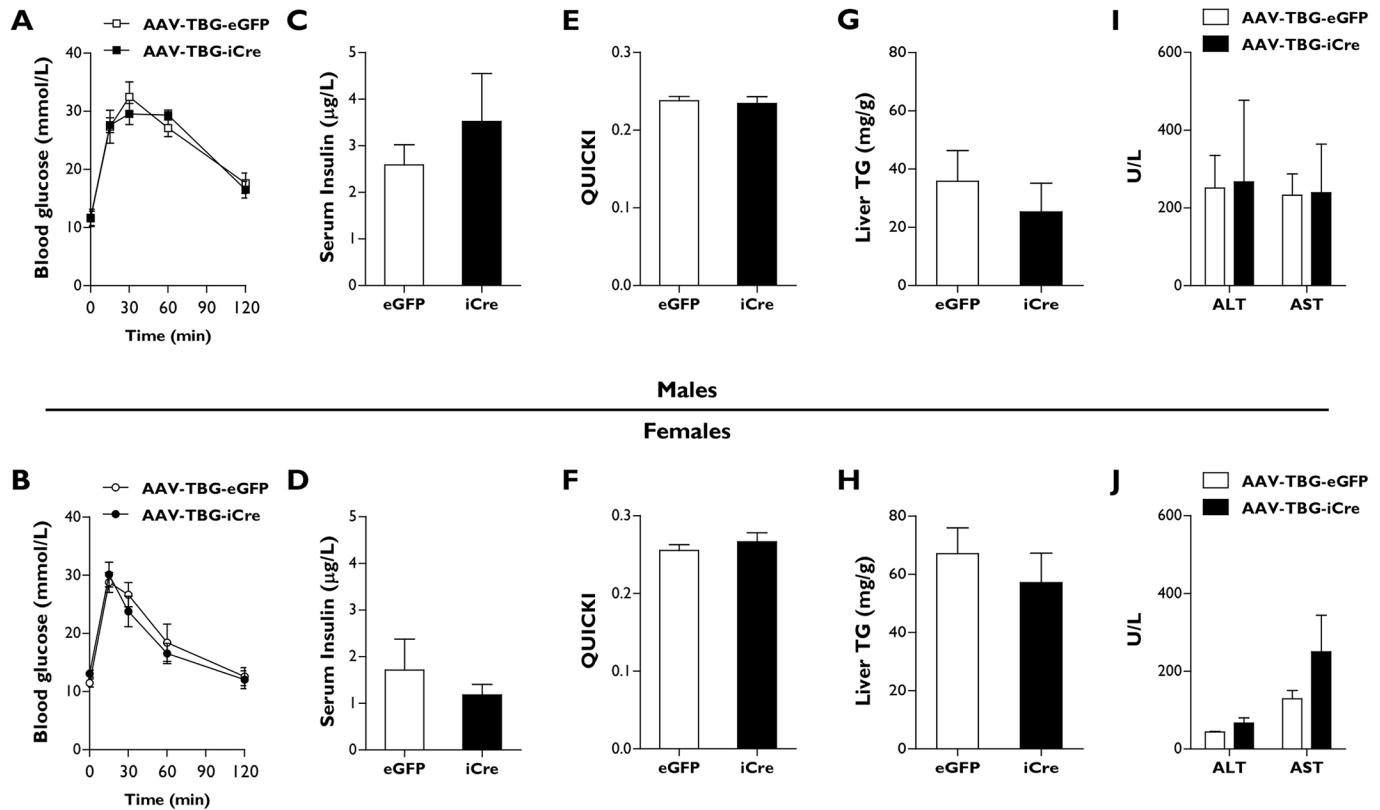 A
AAV-TBG-eGFP
AAV-TBG-iCre
Blood glucose (mmol/L)
40
30
20
10
0
0 30 60 90 120
Time (min)
C
Serum Insulin (µg/L)
5
4
3
2
1
0
eGFP iCre
E
QUICKI
0.3
0.2
0.1
0.0
eGFP iCre
G
Liver TG (mg/g)
80
60
40
20
0
eGFP iCre
I
AAV-TBG-eGFP
AAV-TBG-iCre
U/L
600
400
200
0
ALT AST
Males
Females
B
AAV-TBG-eGFP
AAV-TBG-iCre
Blood glucose (mmol/L)
40
30
20
10
0
0 30 60 90 120
Time (min)
D
Serum Insulin (µg/L)
5
4
3
2
1
0
eGFP iCre
F
QUICKI
0.3
0.2
0.1
0.0
eGFP iCre
H
Liver TG (mg/g)
80
60
40
20
0
eGFP iCre
J
AAV-TBG-eGFP
AAV-TBG-iCre
U/L
600
400
200
0
ALT AST